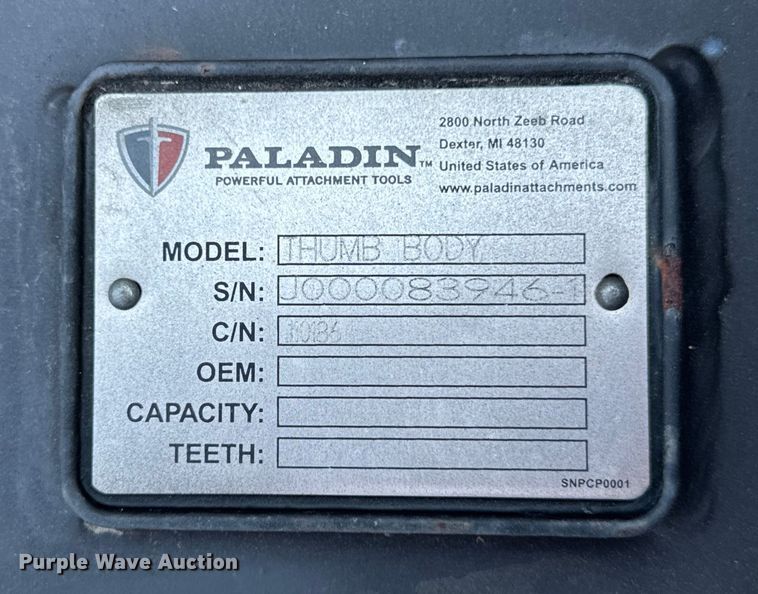 PALADIN™
POWERFUL ATTACHMENT TOOLS
2800 North Zeeb Road
Dexter, MI 48130
United States of America
www.paladinattachments.com
MODEL: THUMB BODY
S/N: J000083946-1
C/N:
OEM:
CAPACITY:
TEETH:
SNPCP0001
Purple Wave Auction